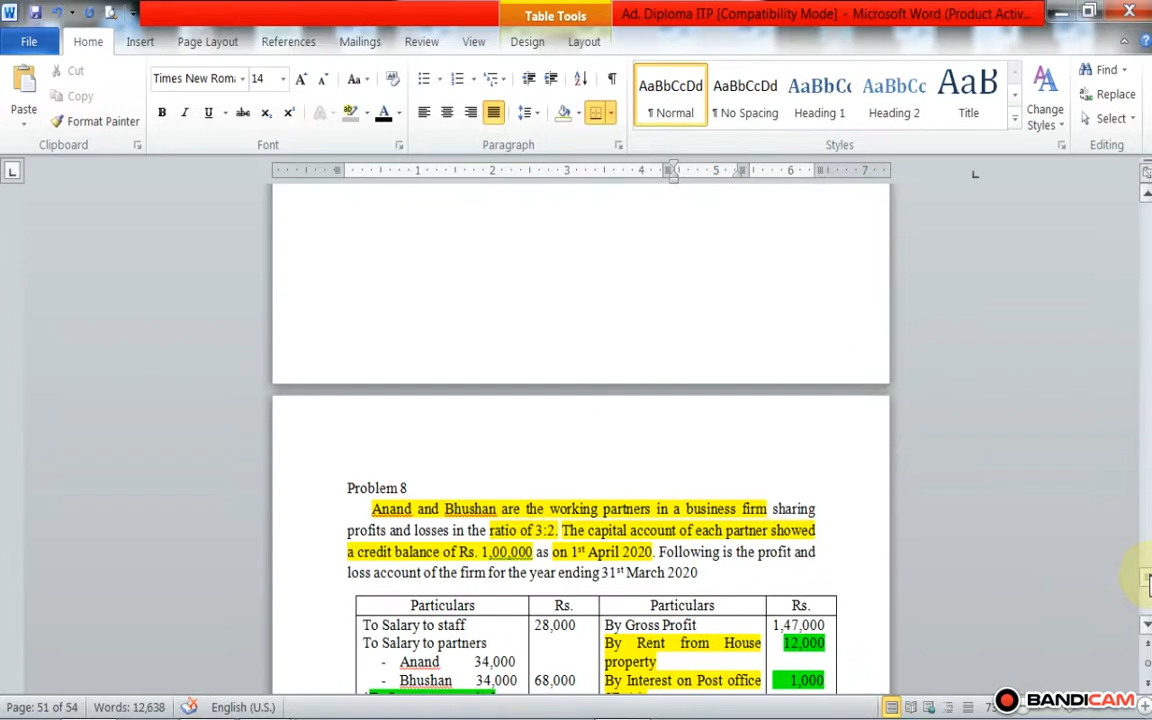 Table Tools
Ad. Diploma ITP [Compatibility Mode] - Microsoft Word (Product Activ...
File Home Insert Page Layout References Mailings Review View Design Layout
Paste
Cut
Copy
Format Painter
Times New Rom 14
AaBbCcDd AaBbCcDd AaBbCc AaBbCc AaB
¶ Normal ¶ No Spacing Heading 1 Heading 2 Title
Change Styles
Find
Replace
Select
Clipboard Font Paragraph Styles Editing
1 2 3 4 5 6 7
Problem 8
Anand and Bhushan are the working partners in a business firm sharing
profits and losses in the ratio of 3:2. The capital account of each partner showed
a credit balance of Rs. 1,00,000 as on 1st April 2020. Following is the profit and
loss account of the firm for the year ending 31st March 2020
Particulars Rs. Particulars Rs.
To Salary to staff 28,000 By Gross Profit 1,47,000
To Salary to partners By Rent from House 12,000
- Anand 34,000 property
- Bhushan 34,000 68,000 By Interest on Post office 1,000
Page: 51 of 54 Words: 12,638 English (U.S.)
BANDICAM